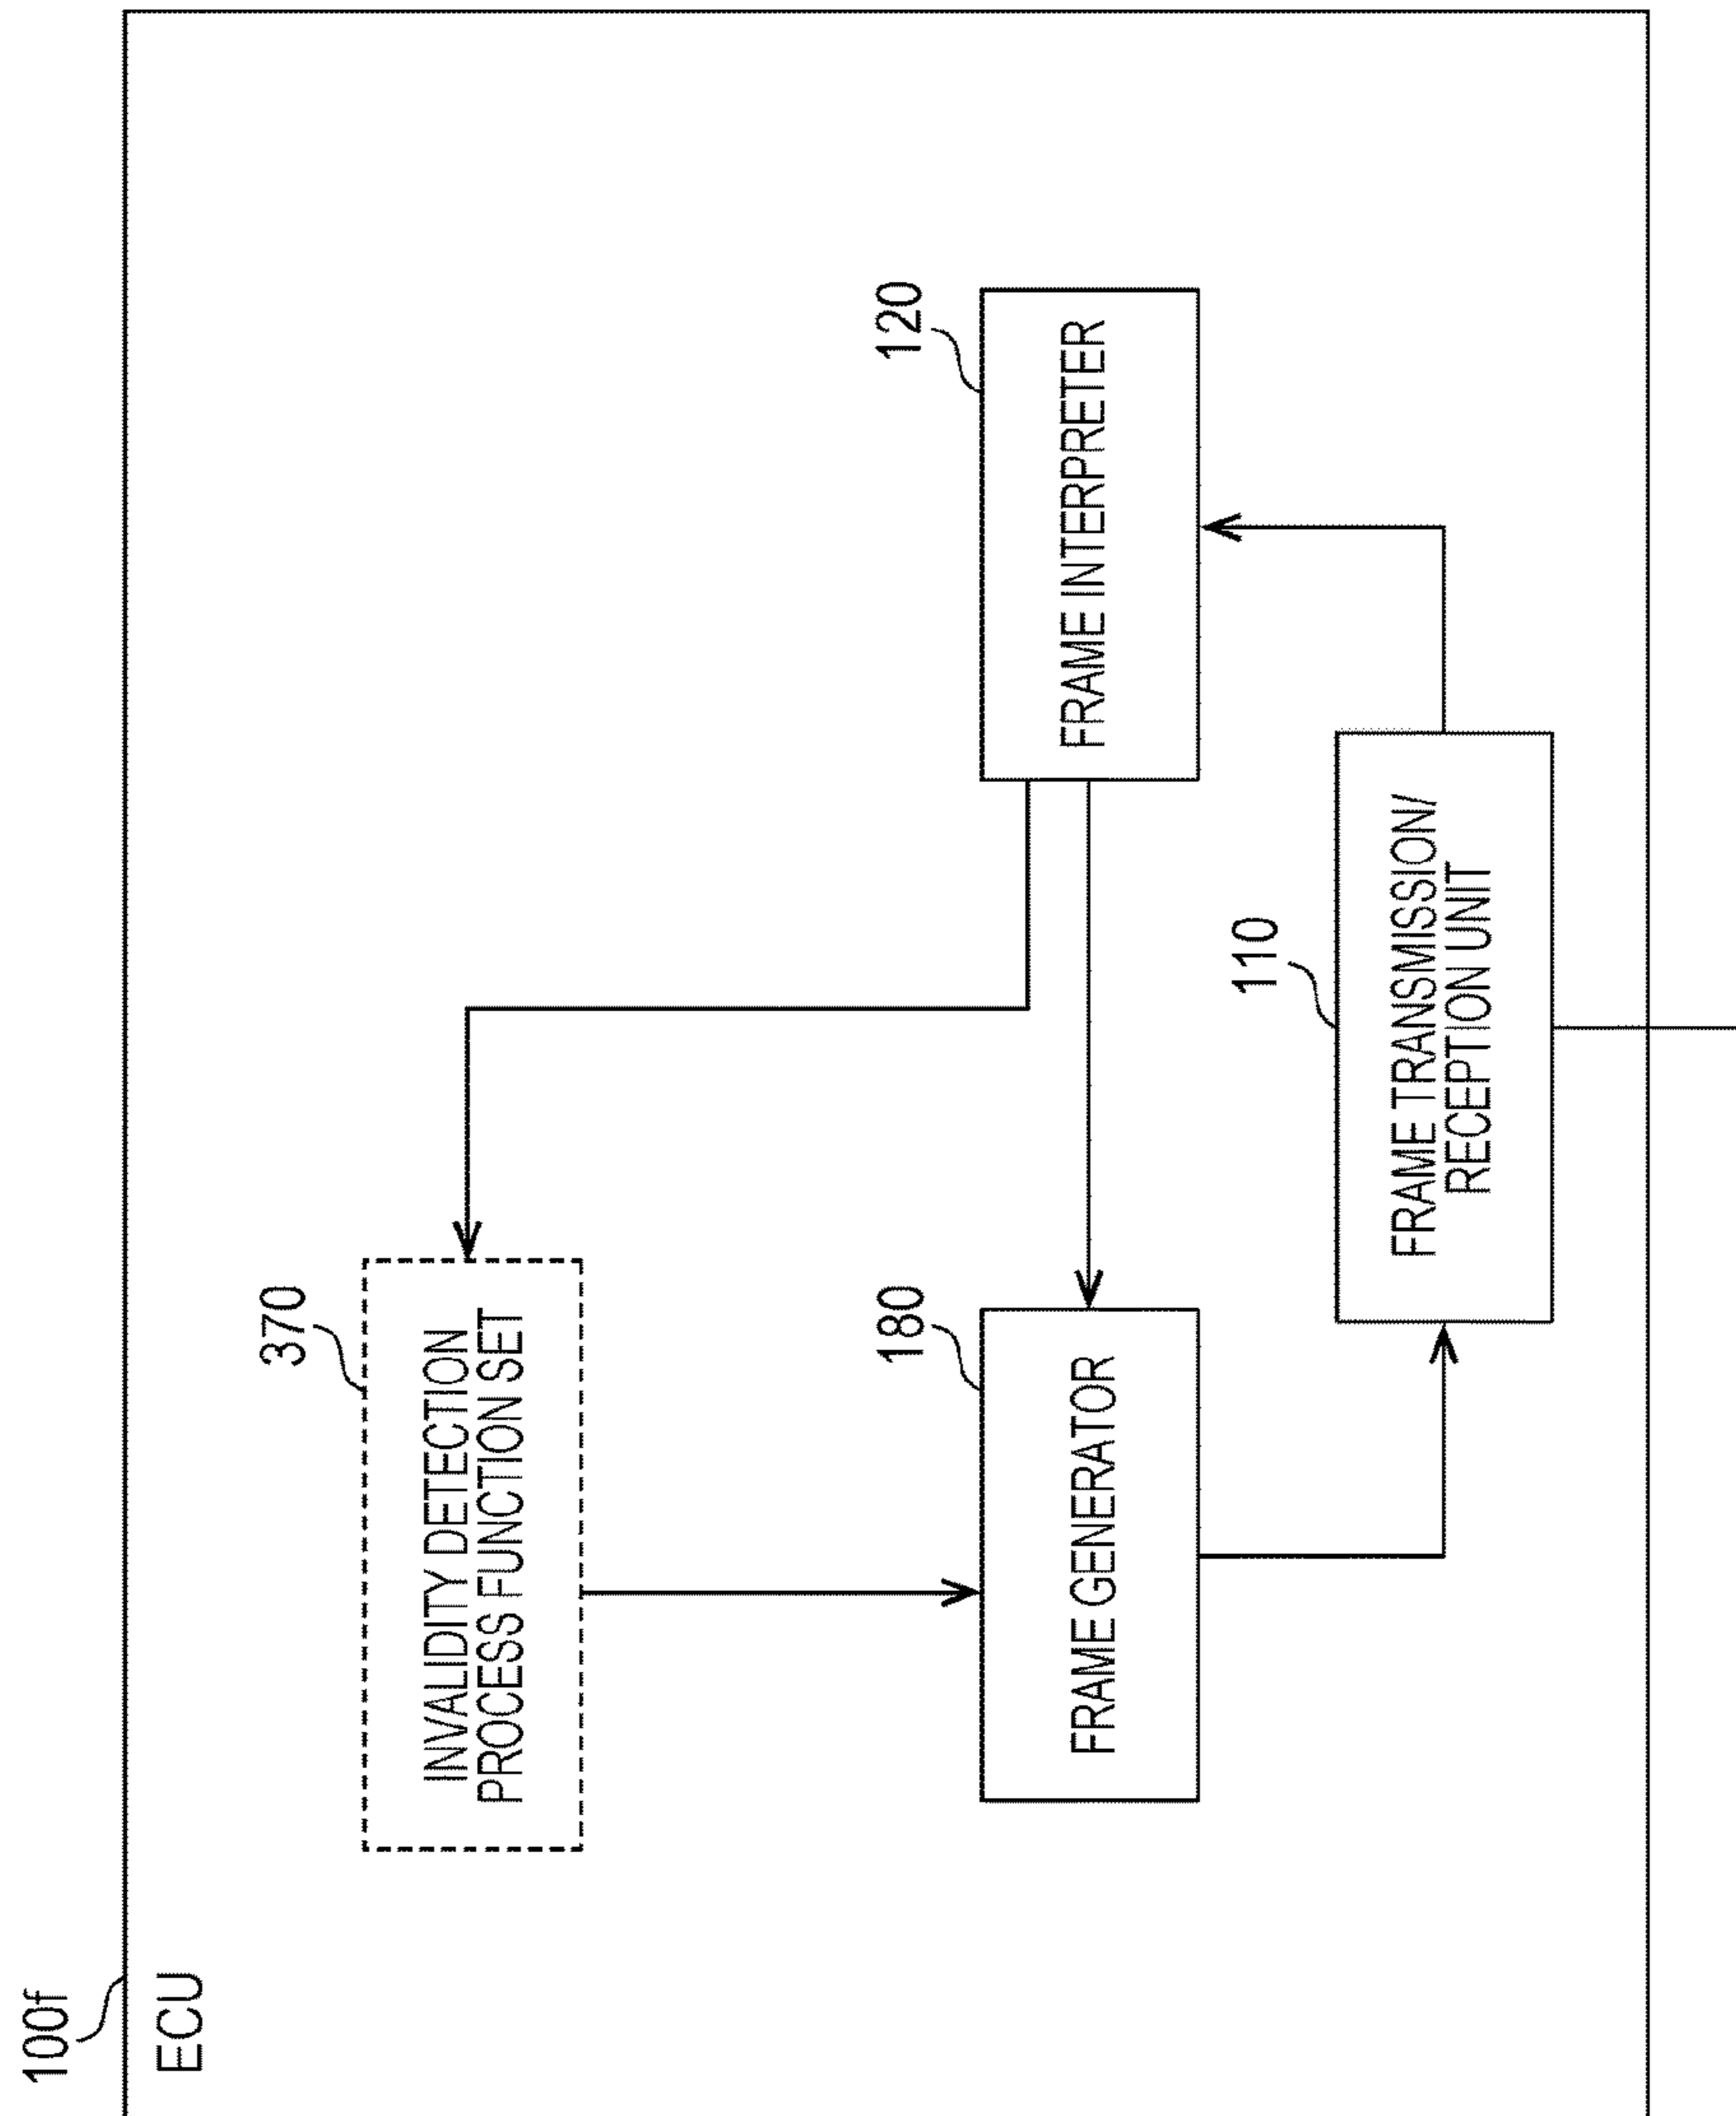 100f
ECU
370
INVALIDITY DETECTION
PROCESS FUNCTION SET
180
FRAME GENERATOR
120
FRAME INTERPRETER
110
FRAME TRANSMISSION/
RECEPTION UNIT